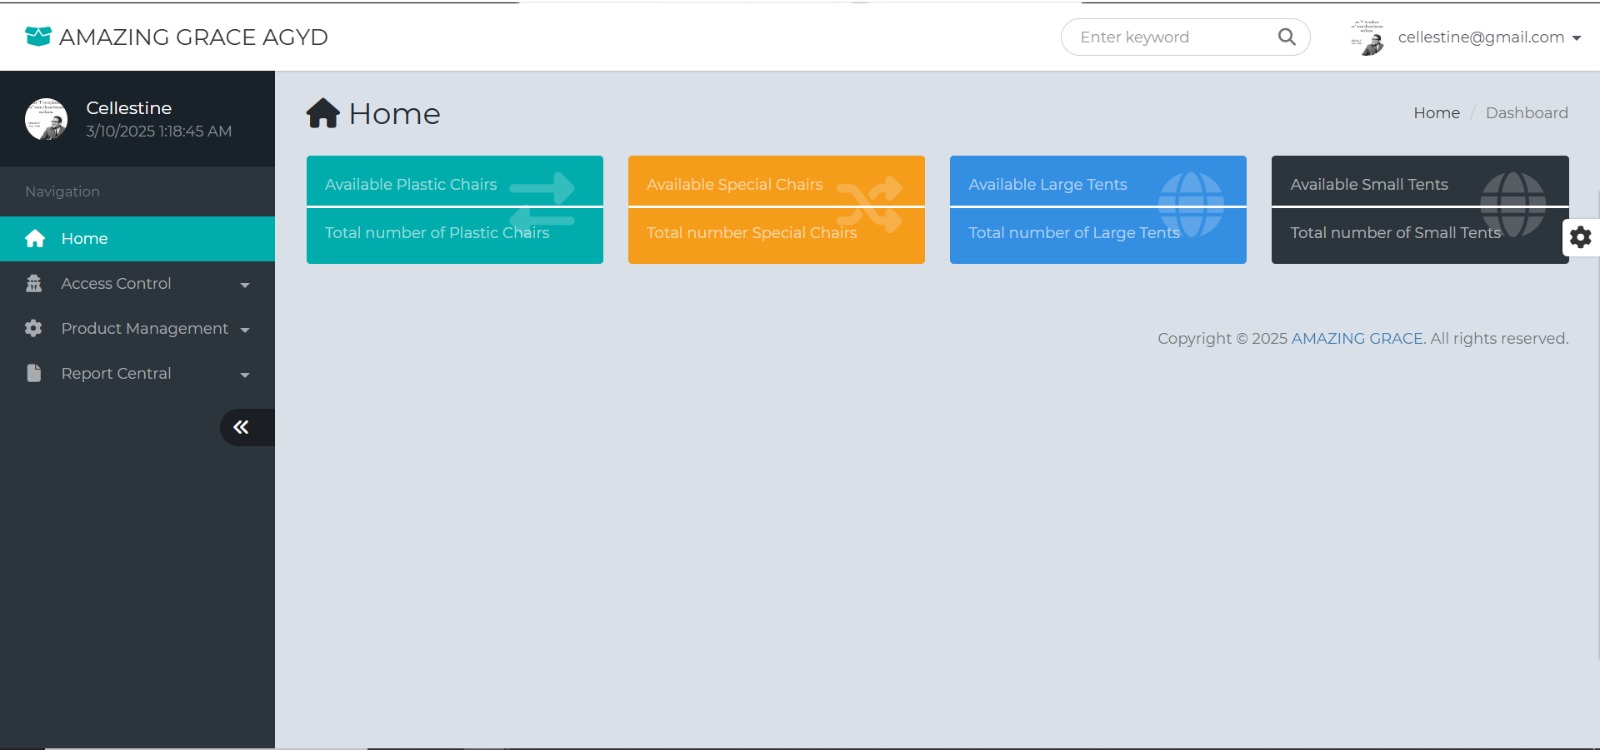 AMAZING GRACE AGYD
Enter keyword
cellestine@gmail.com
Cellestine
3/10/2025 1:18:45 AM
Navigation
Home
Access Control
Product Management
Report Central
Home
Home / Dashboard
Available Plastic Chairs
Total number of Plastic Chairs
Available Special Chairs
Total number Special Chairs
Available Large Tents
Total number of Large Tents
Available Small Tents
Total number of Small Tents
Copyright © 2025 AMAZING GRACE. All rights reserved.